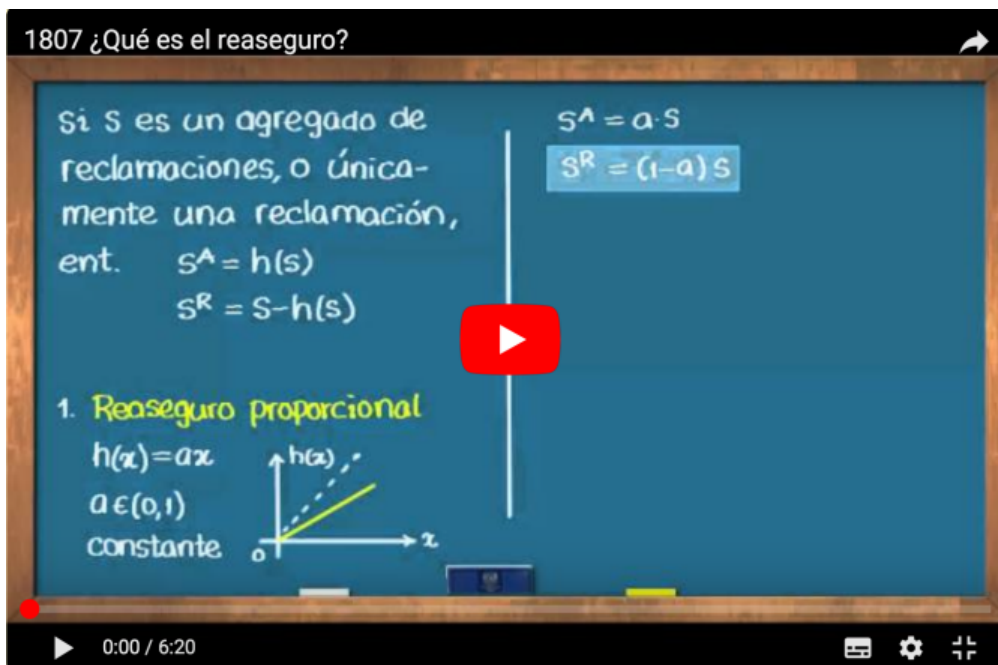 1807 ¿Qué es el reaseguro?
Si S es un agregado de
reclamaciones, o única-
mente una reclamación,
ent. S^A = h(s)
S^R = S-h(s)
1. Reaseguro proporcional
h(x)=ax
a∈(0,1)
constante
h(x)
0
x
S^A = a·S
S^R = (1-a)S
0:00 / 6:20